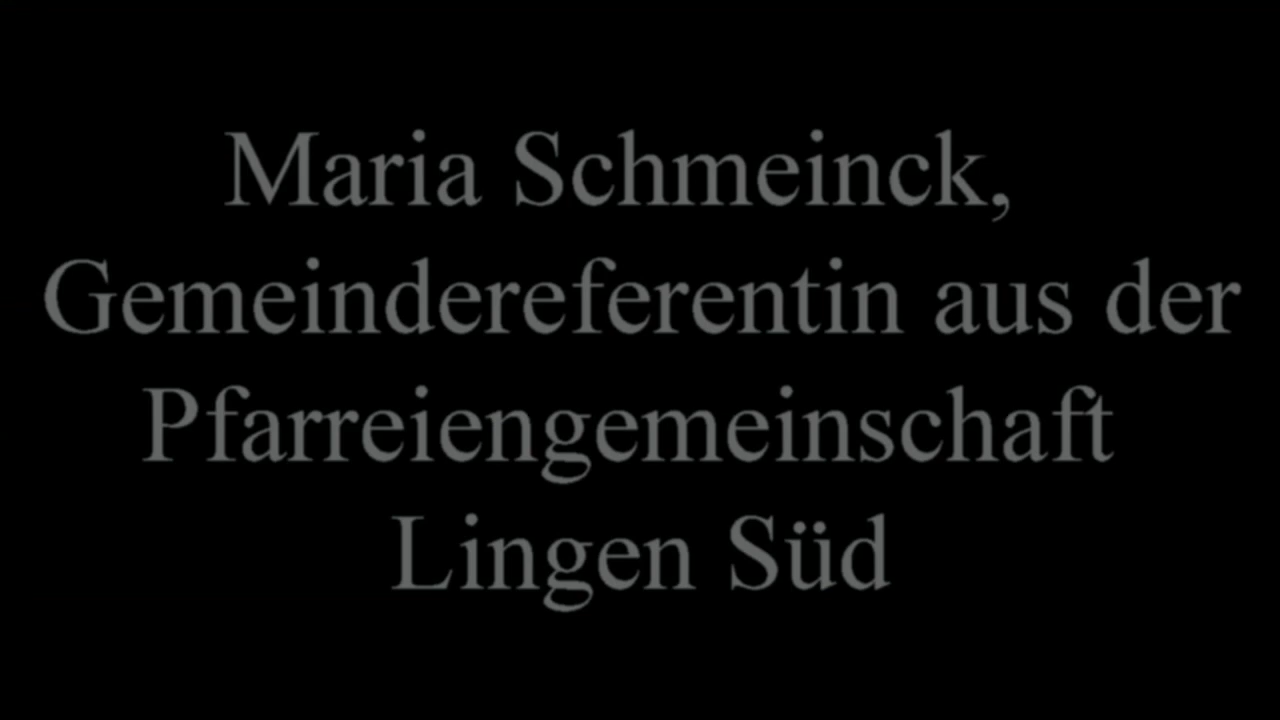 Maria Schmeinck,
Gemeindereferentin aus der
Pfarreiengemeinschaft
Lingen Süd